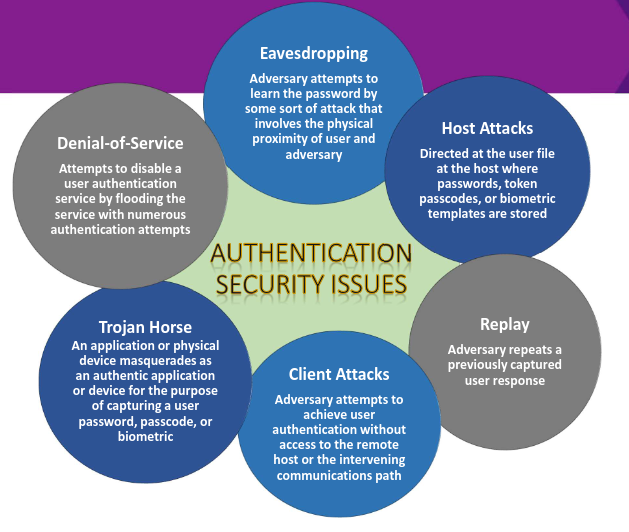 Eavesdropping
Adversary attempts to
learn the password by
some sort of attack that
involves the physical
proximity of user and
adversary
Host Attacks
Directed at the user file
at the host where
passwords, token
passcodes, or biometric
templates are stored
Replay
Adversary repeats a
previously captured
user response
Client Attacks
Adversary attempts to
achieve user
authentication without
access to the remote
host or the intervening
communications path
Trojan Horse
An application or physical
device masquerades as
an authentic application
or device for the purpose
of capturing a user
password, passcode, or
biometric
Denial-of-Service
Attempts to disable a
user authentication
service by flooding the
service with numerous
authentication attempts
AUTHENTICATION
SECURITY ISSUES